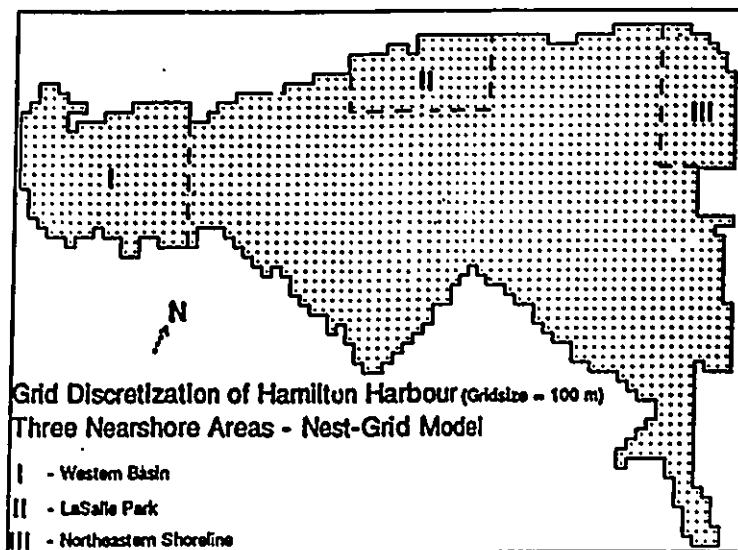 II
III
I
N
Grid Discretization of Hamilton Harbour (Gridsize = 100 m)
Three Nearshore Areas - Nest-Grid Model
I - Western Basin
II - LaSalle Park
III - Northeastern Shoreline